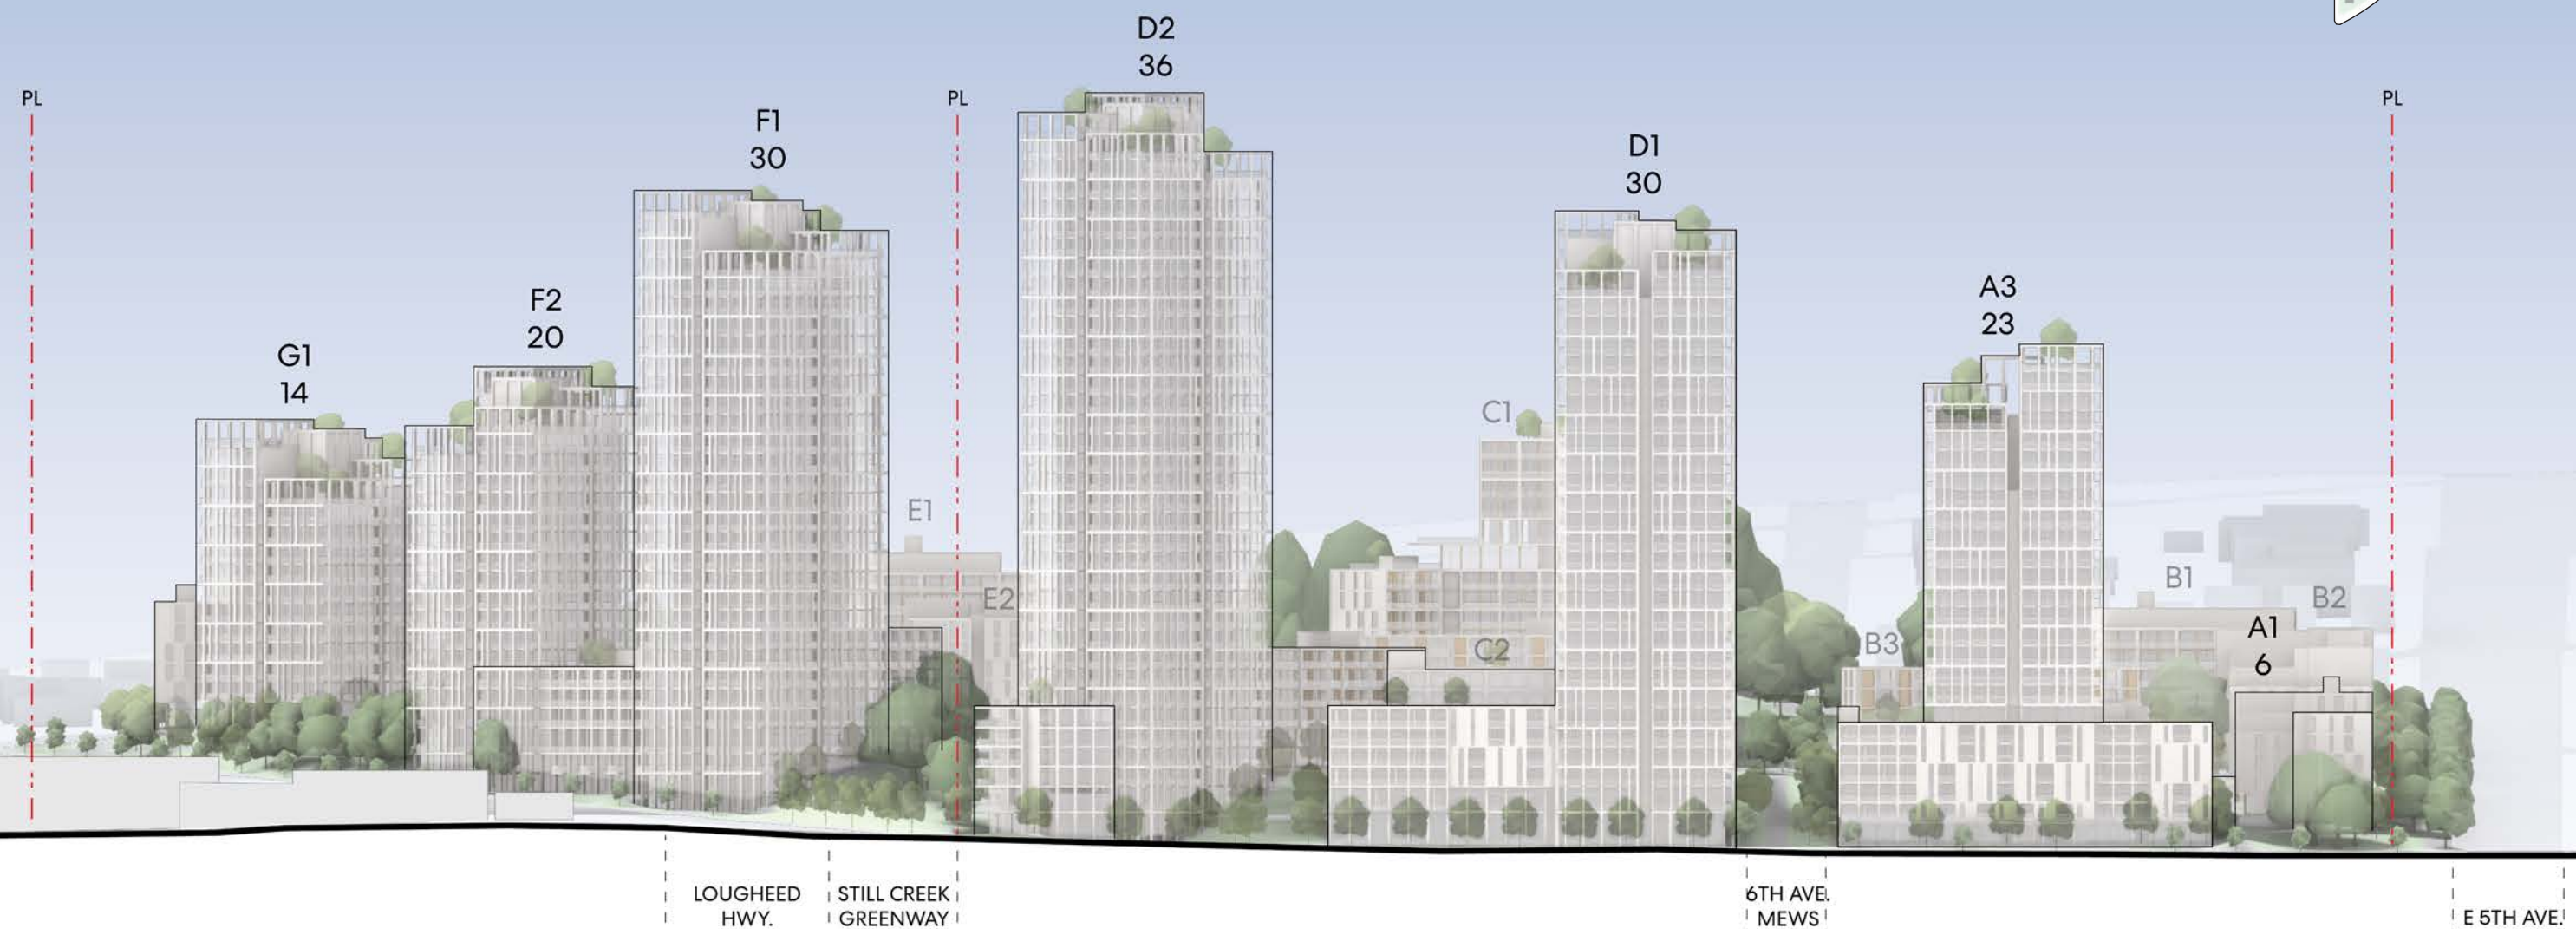 D2
36
PL
PL
PL
F1
30
D1
30
A3
23
F2
20
G1
14
C1
E1
B1
E2
B2
A1
6
B3
C2
LOUGHEED
HWY.
STILL CREEK
GREENWAY
6TH AVE.
MEWS
E 5TH AVE.